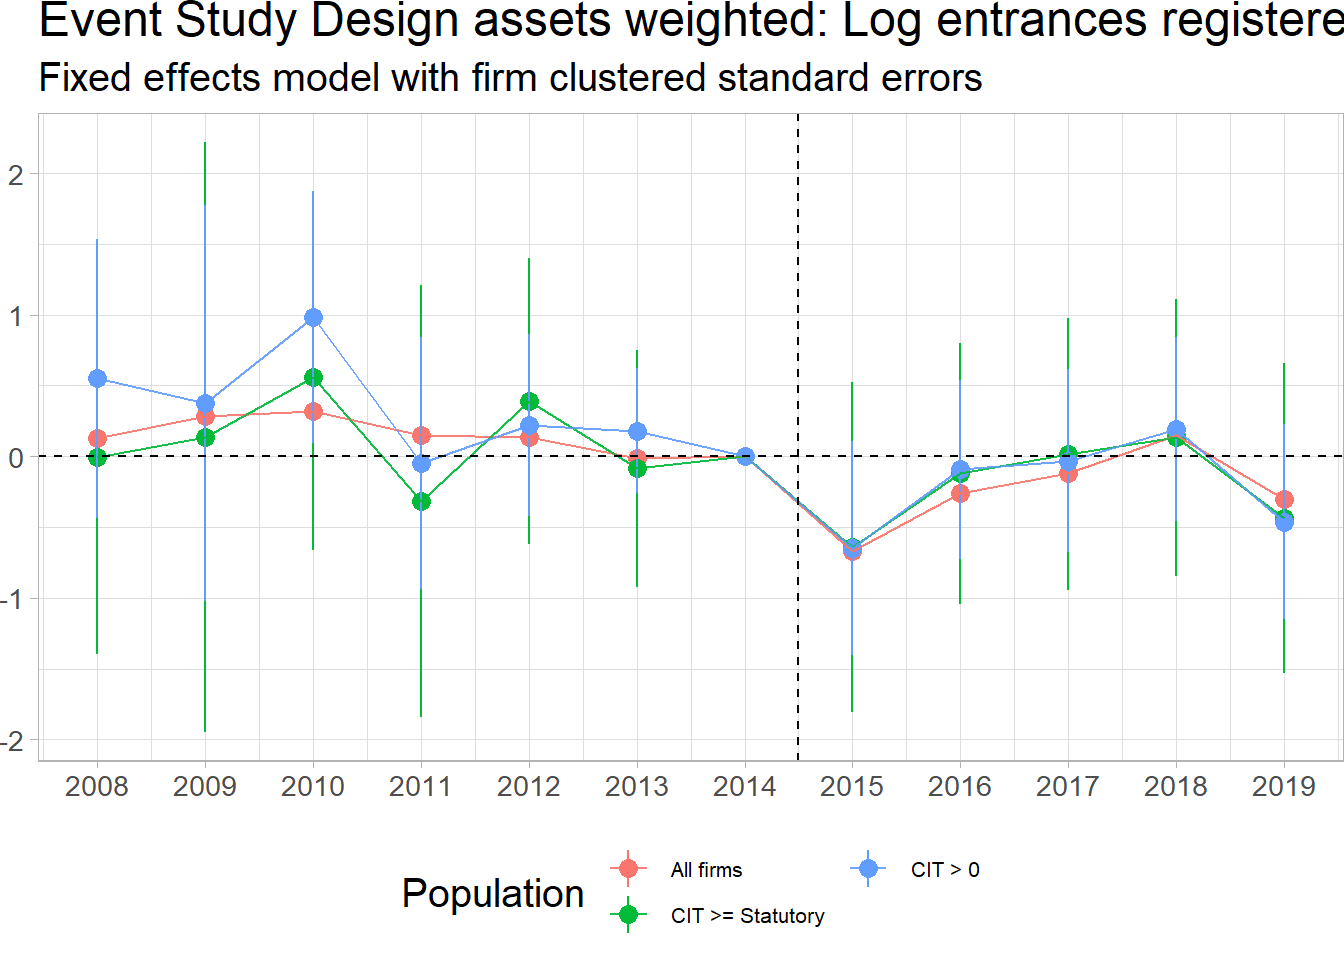 Event Study Design assets weighted: Log entrances registere
Fixed effects model with firm clustered standard errors
2
1
0
-1
-2
2008 2009 2010 2011 2012 2013 2014 2015 2016 2017 2018 2019
Population
All firms
CIT >= Statutory
CIT > 0